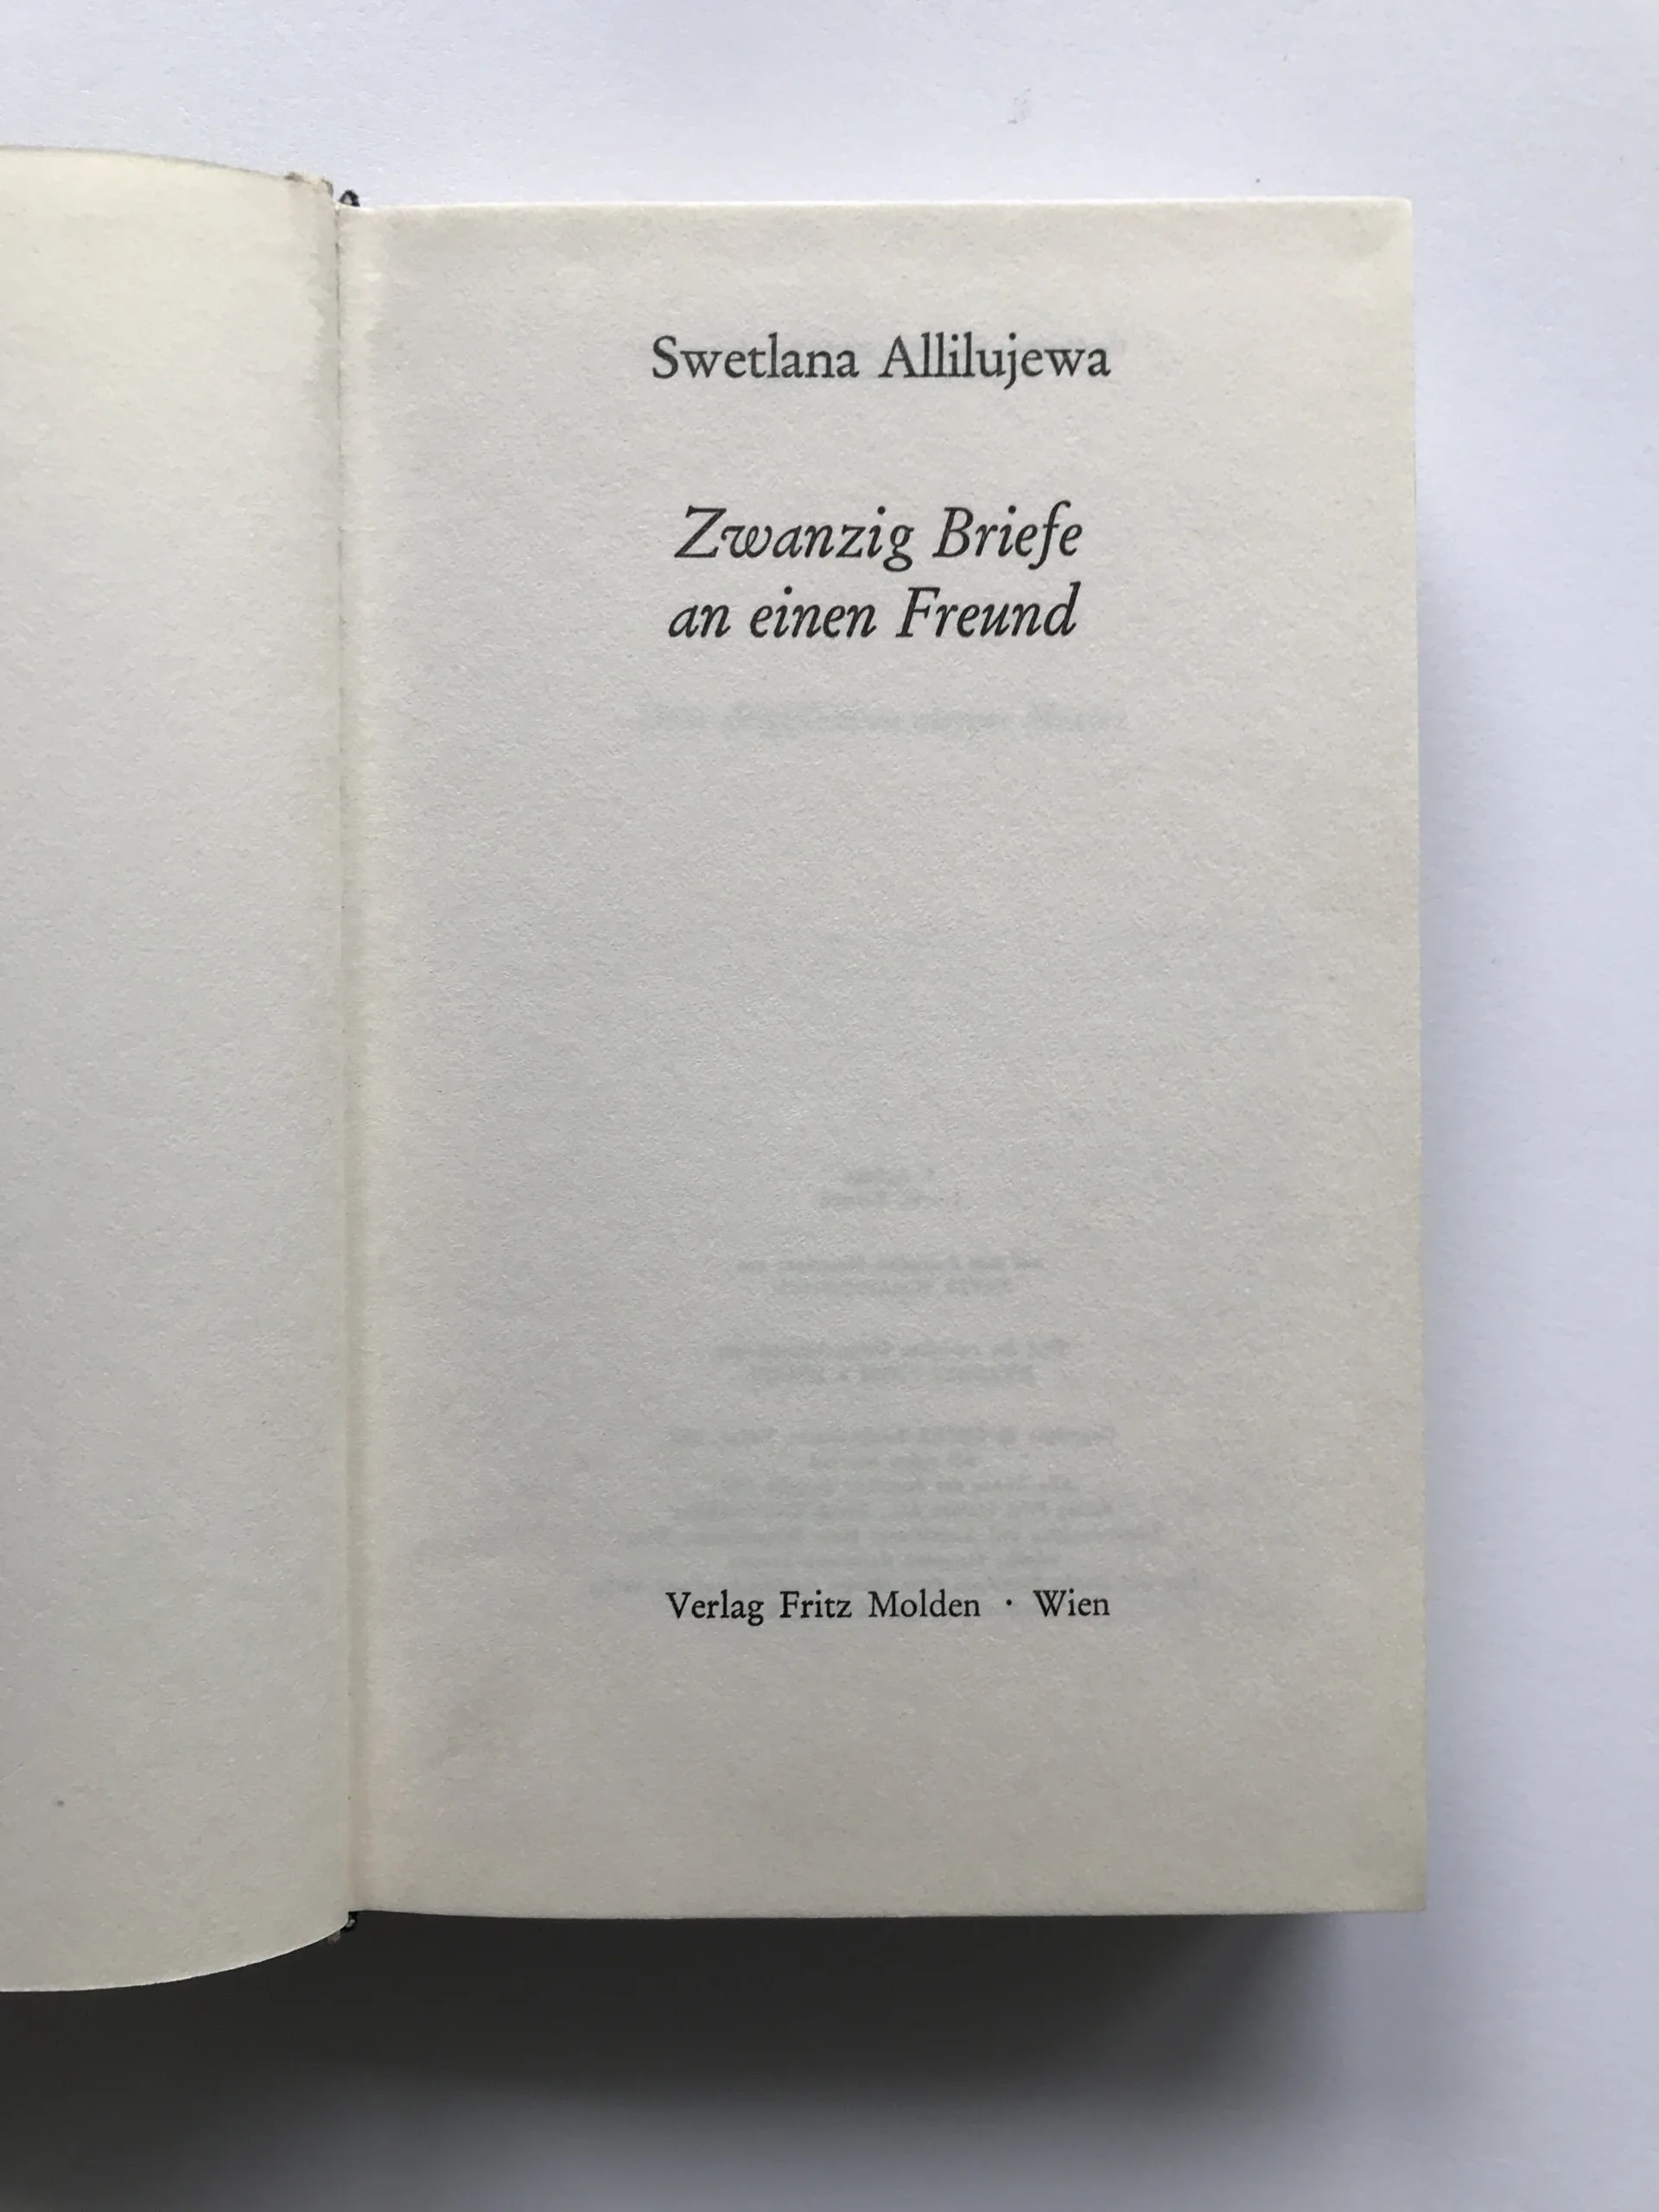 Swetlana Allilujewa
Zwanzig Briefe
an einen Freund
Verlag Fritz Molden · Wien